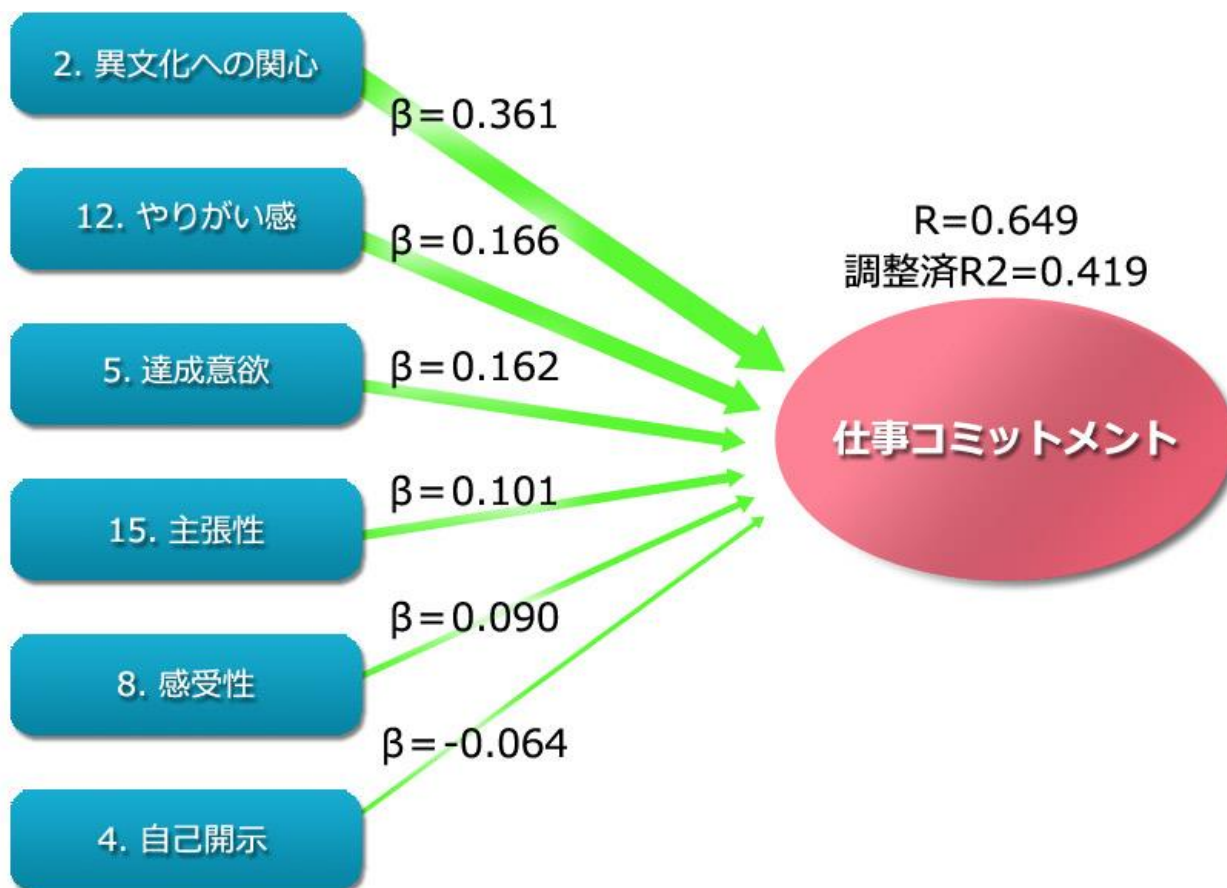 2. 異文化への関心
β=0.361
12. やりがい感
β=0.166
R=0.649
調整済R2=0.419
5. 達成意欲
β=0.162
仕事コミットメント
15. 主張性
β=0.101
8. 感受性
β=0.090
4. 自己開示
β=-0.064